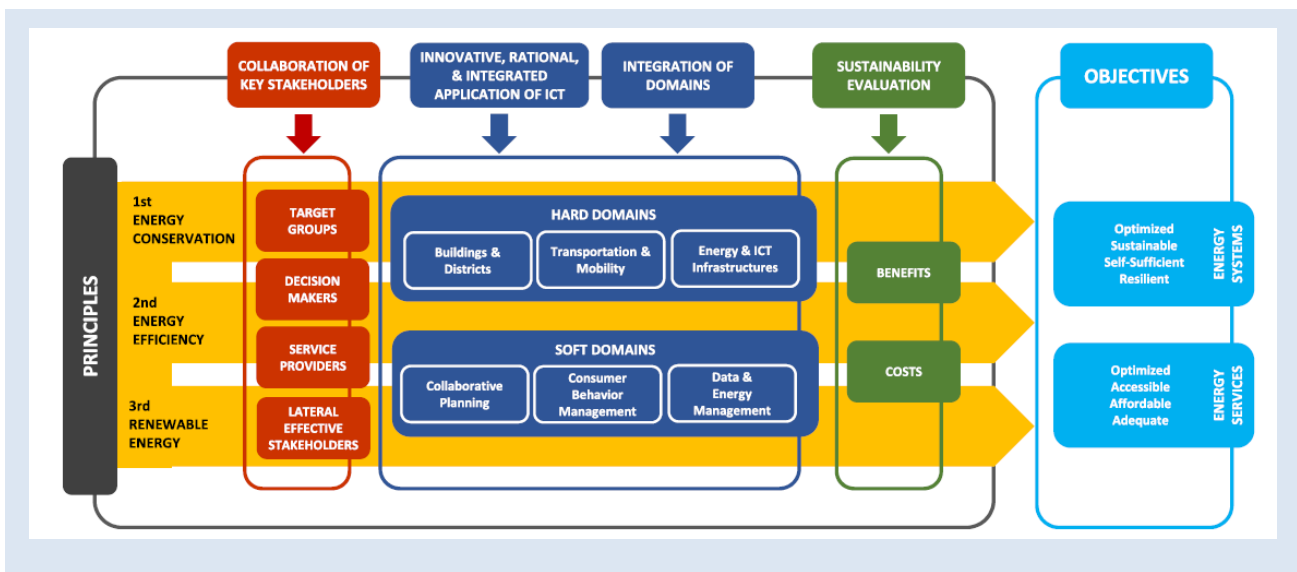 COLLABORATION OF
KEY STAKEHOLDERS
INNOVATIVE, RATIONAL,
& INTEGRATED
APPLICATION OF ICT
INTEGRATION OF
DOMAINS
SUSTAINABILITY
EVALUATION
OBJECTIVES
PRINCIPLES
1st
ENERGY
CONSERVATION
2nd
ENERGY
EFFICIENCY
3rd
RENEWABLE
ENERGY
TARGET
GROUPS
DECISION
MAKERS
SERVICE
PROVIDERS
LATERAL
EFFECTIVE
STAKEHOLDERS
HARD DOMAINS
Buildings &
Districts
Transportation &
Mobility
Energy & ICT
Infrastructures
SOFT DOMAINS
Collaborative
Planning
Consumer
Behavior
Management
Data &
Energy
Management
BENEFITS
COSTS
Optimized
Sustainable
Self-Sufficient
Resilient
ENERGY
SYSTEMS
Optimized
Accessible
Affordable
Adequate
ENERGY
SERVICES